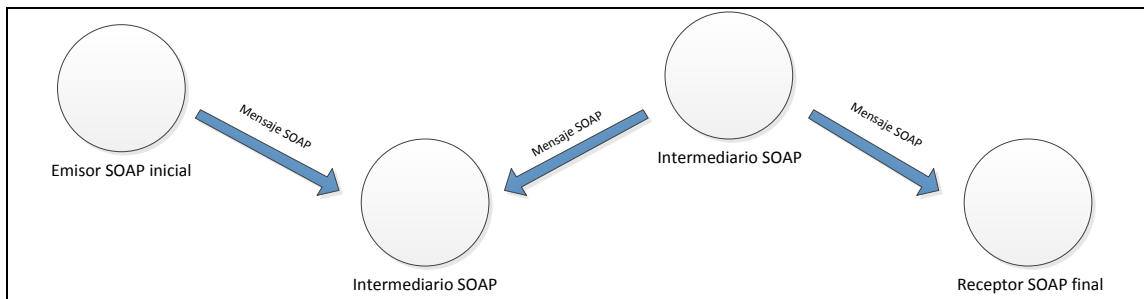 Mensaje SOAP
Mensaje SOAP
Mensaje SOAP
Emisor SOAP inicial
Intermediario SOAP
Intermediario SOAP
Receptor SOAP final